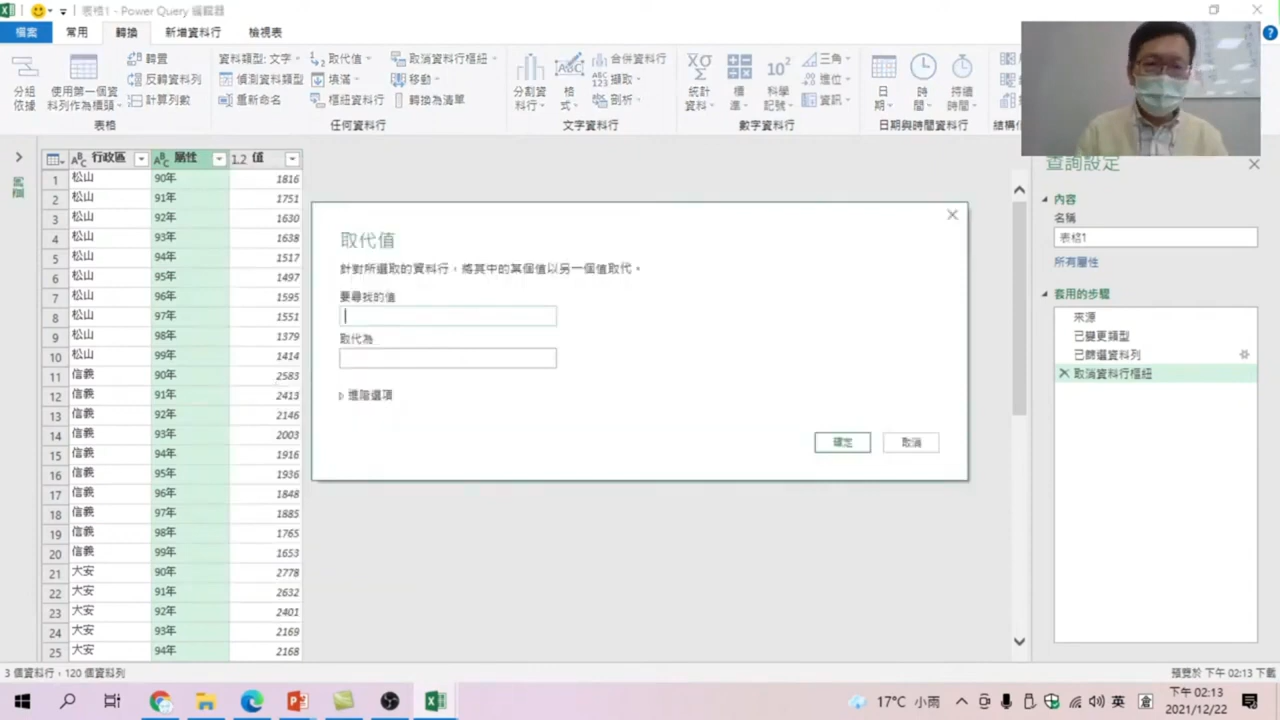 表格1 - Power Query 編輯器
檔案 常用 轉換 新增資料行 檢視表
分組依據
使用第一個資料列作為標頭
轉置
反轉資料列
計算列數
表格
資料類型: 文字
偵測資料類型
重新命名
取代值
填滿
樞紐資料行
取消資料行樞紐
移動
轉換為清單
任何資料行
分割資料行
格式
合併資料行
擷取
剖析
文字資料行
統計資料
標準
科學記號
三角
進位
資訊
數字資料行
日期
時間
持續時間
日期與時間資料行
結構化
行政區 屬性 1.2 值
1 松山 90年 1816
2 松山 91年 1751
3 松山 92年 1630
4 松山 93年 1638
5 松山 94年 1517
6 松山 95年 1497
7 松山 96年 1595
8 松山 97年 1551
9 松山 98年 1379
10 松山 99年 1414
11 信義 90年 2583
12 信義 91年 2413
13 信義 92年 2146
14 信義 93年 2003
15 信義 94年 1916
16 信義 95年 1936
17 信義 96年 1848
18 信義 97年 1885
19 信義 98年 1765
20 信義 99年 1653
21 大安 90年 2778
22 大安 91年 2632
23 大安 92年 2401
24 大安 93年 2169
25 大安 94年 2168
取代值
針對所選取的資料行，將其中的某個值以另一個值取代。
要尋找的值
取代為
進階選項
確定 取消
查詢設定
內容
名稱
表格1
所有屬性
套用的步驟
來源
已變更類型
已篩選資料列
取消資料行樞紐
3 個資料行，120 個資料列
預覽於 下午 02:13 下載
17°C 小雨
英
下午 02:13
2021/12/22